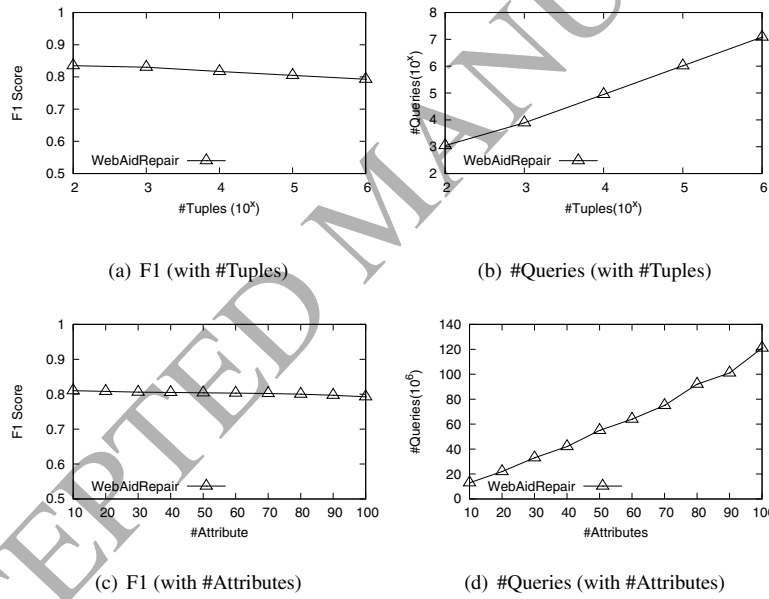 1
0.9
0.8
0.7
0.6
0.5
F1 Score
WebAidRepair
2 3 4 5 6
#Tuples (10^x)
(a) F1 (with #Tuples)
8
7
6
5
4
3
2
#Queries(10^x)
WebAidRepair
2 3 4 5 6
#Tuples(10^x)
(b) #Queries (with #Tuples)
1
0.9
0.8
0.7
0.6
0.5
F1 Score
WebAidRepair
10 20 30 40 50 60 70 80 90 100
#Attribute
(c) F1 (with #Attributes)
140
120
100
80
60
40
20
0
#Queries(10^6)
WebAidRepair
10 20 30 40 50 60 70 80 90 100
#Attributes
(d) #Queries (with #Attributes)
EPTED MANU